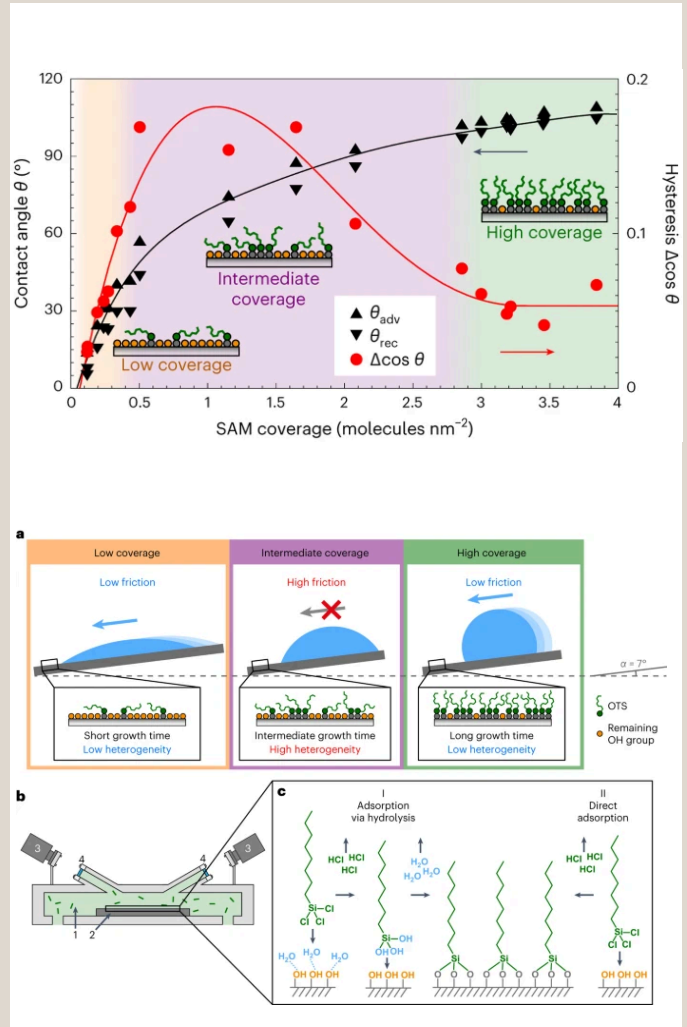 120
90
60
30
0
Contact angle θ (°)
0.2
0.1
0
Hysteresis Δcos θ
High coverage
Intermediate
coverage
Low coverage
θadv
θrec
Δcos θ
0 0.5 1 1.5 2 2.5 3 3.5 4
SAM coverage (molecules nm⁻²)
a
Low coverage
Intermediate coverage
High coverage
Low friction
High friction
Low friction
α = 7°
Short growth time
Low heterogeneity
Intermediate growth time
High heterogeneity
Long growth time
Low heterogeneity
OTS
Remaining
OH group
b
3
4
4
3
1
2
c
I
Adsorption
via hydrolysis
II
Direct
adsorption
HCl HCl
HCl
H₂O
H₂O H₂O
HCl HCl
HCl
Si—Cl
Cl Cl
Si—OH
OH OH
Si
Si
Si
Si—Cl
Cl Cl
H₂O H₂O H₂O
OH OH OH
OH OH OH
O O O O O O O O O
OH OH OH